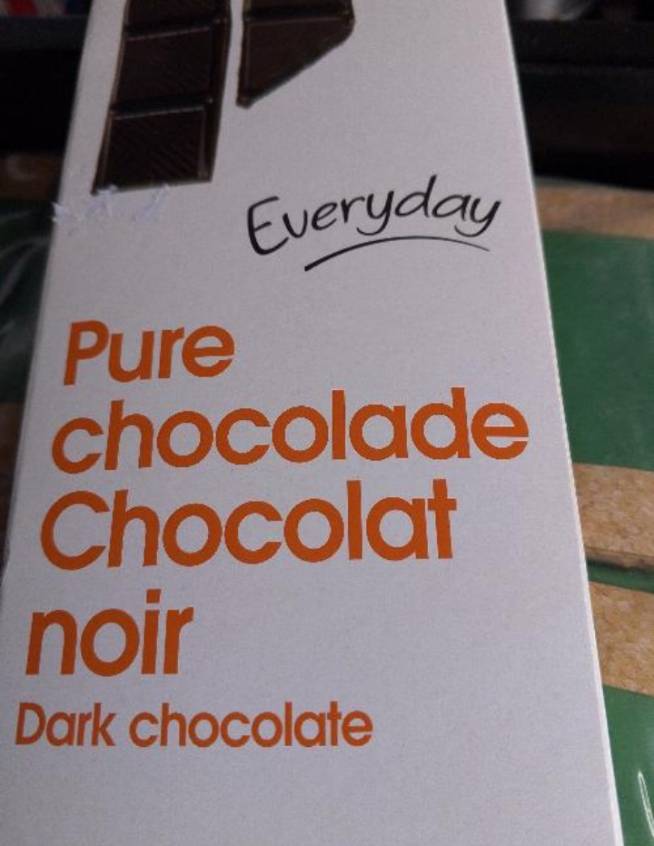 Everyday
Pure
chocolade
Chocolat
noir
Dark chocolate